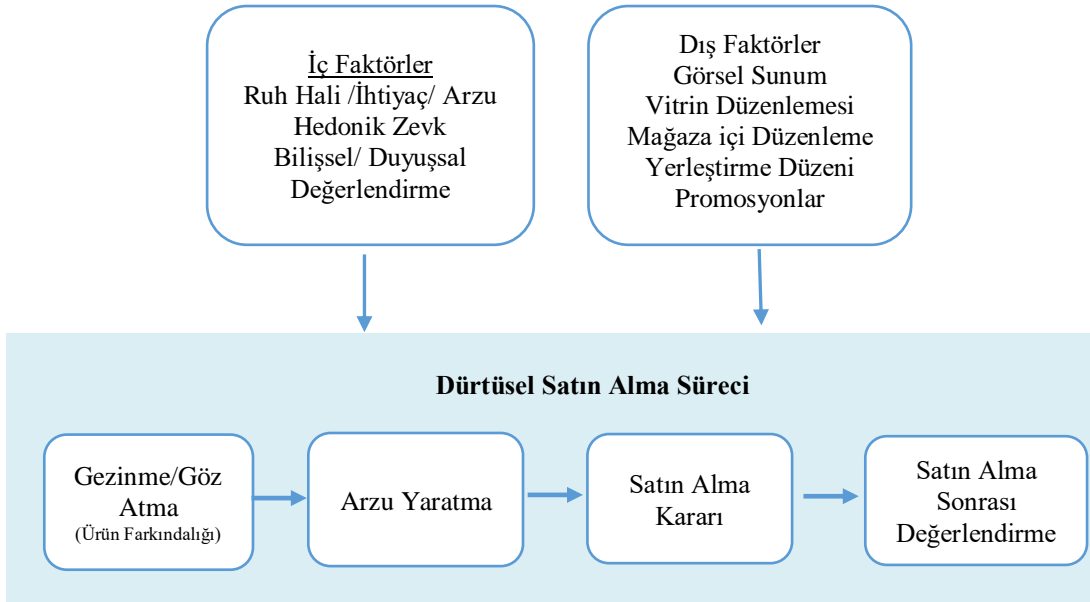 İç Faktörler
Ruh Hali /İhtiyaç/ Arzu
Hedonik Zevk
Bilişsel/ Duyuşsal
Değerlendirme
Dış Faktörler
Görsel Sunum
Vitrin Düzenlemesi
Mağaza içi Düzenleme
Yerleştirme Düzeni
Promosyonlar
Dürtüsel Satın Alma Süreci
Gezinme/Göz
Atma
(Ürün Farkındalığı)
Arzu Yaratma
Satın Alma
Kararı
Satın Alma
Sonrası
Değerlendirme